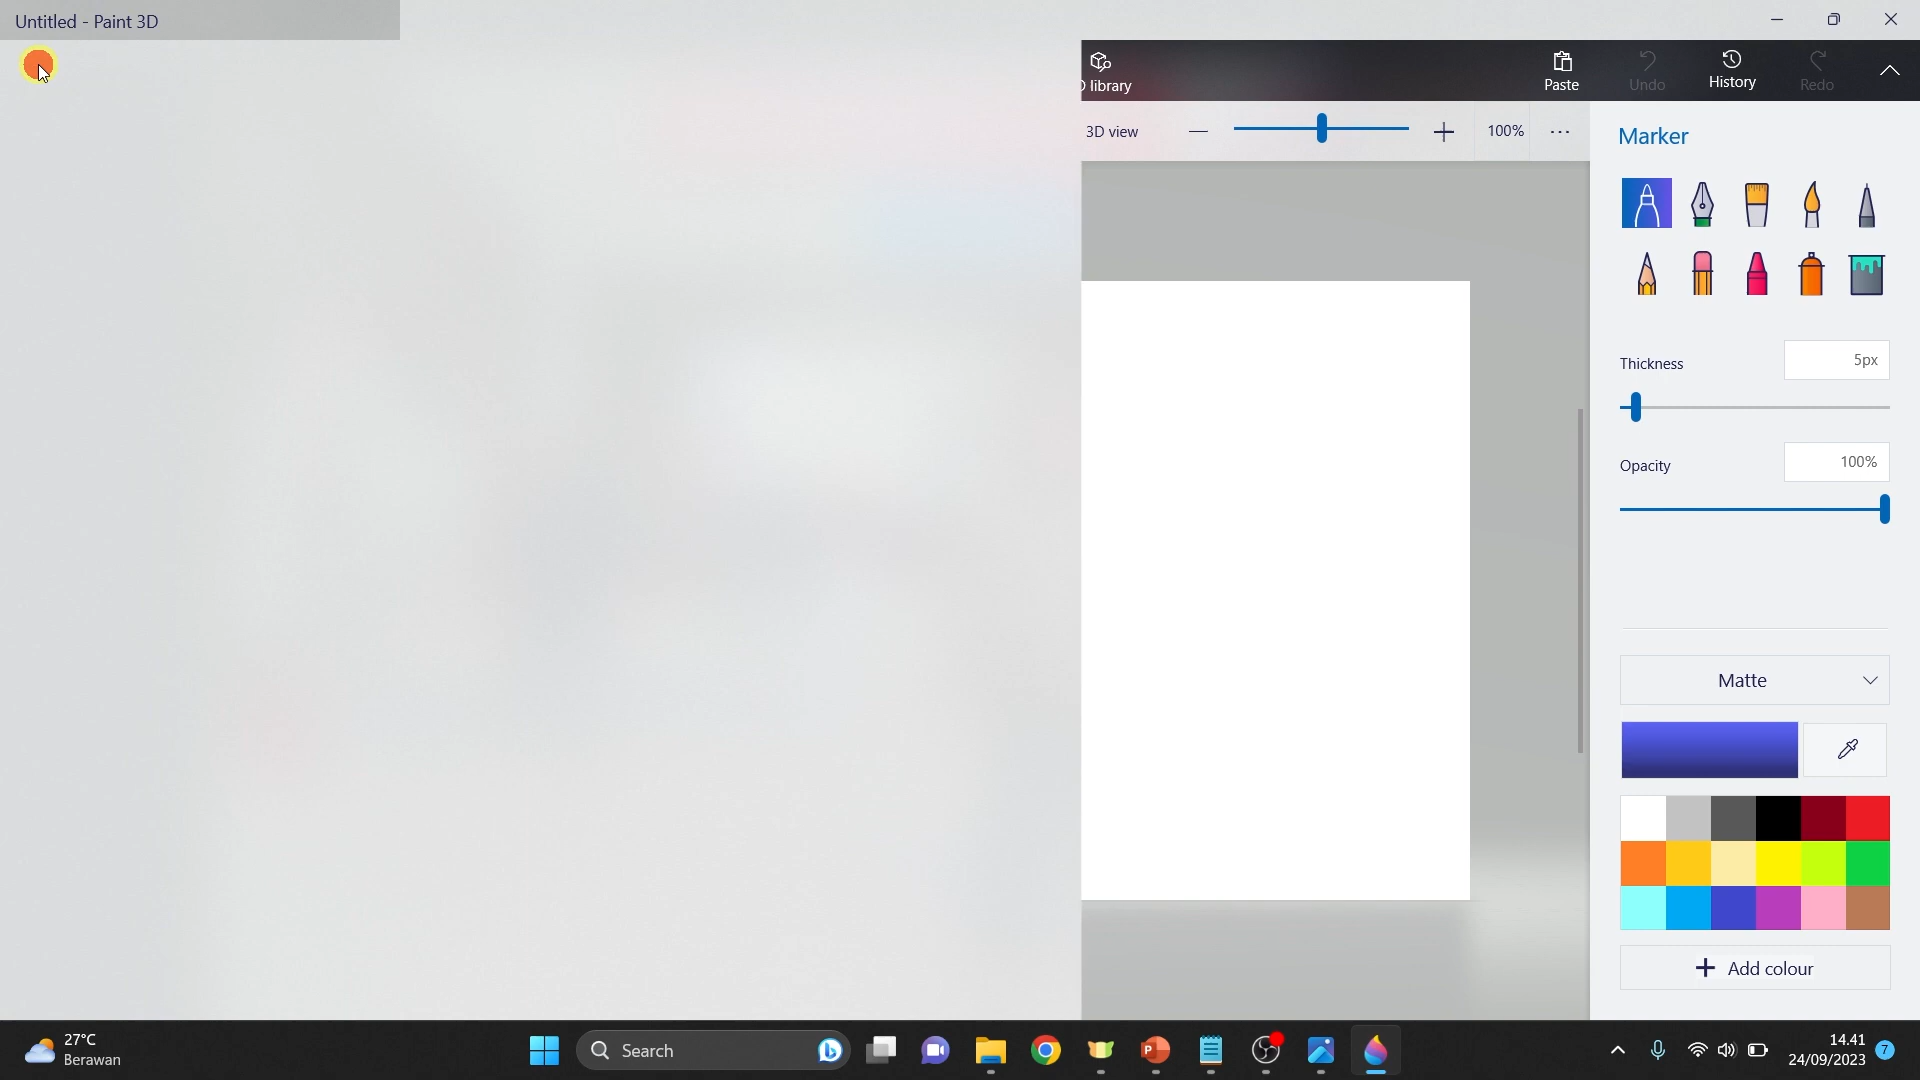 Untitled - Paint 3D
library
Paste
Undo
History
Redo
3D view
100%
Marker
Thickness
5px
Opacity
100%
Matte
Add colour
27°C
Berawan
Search
14.41
24/09/2023
7